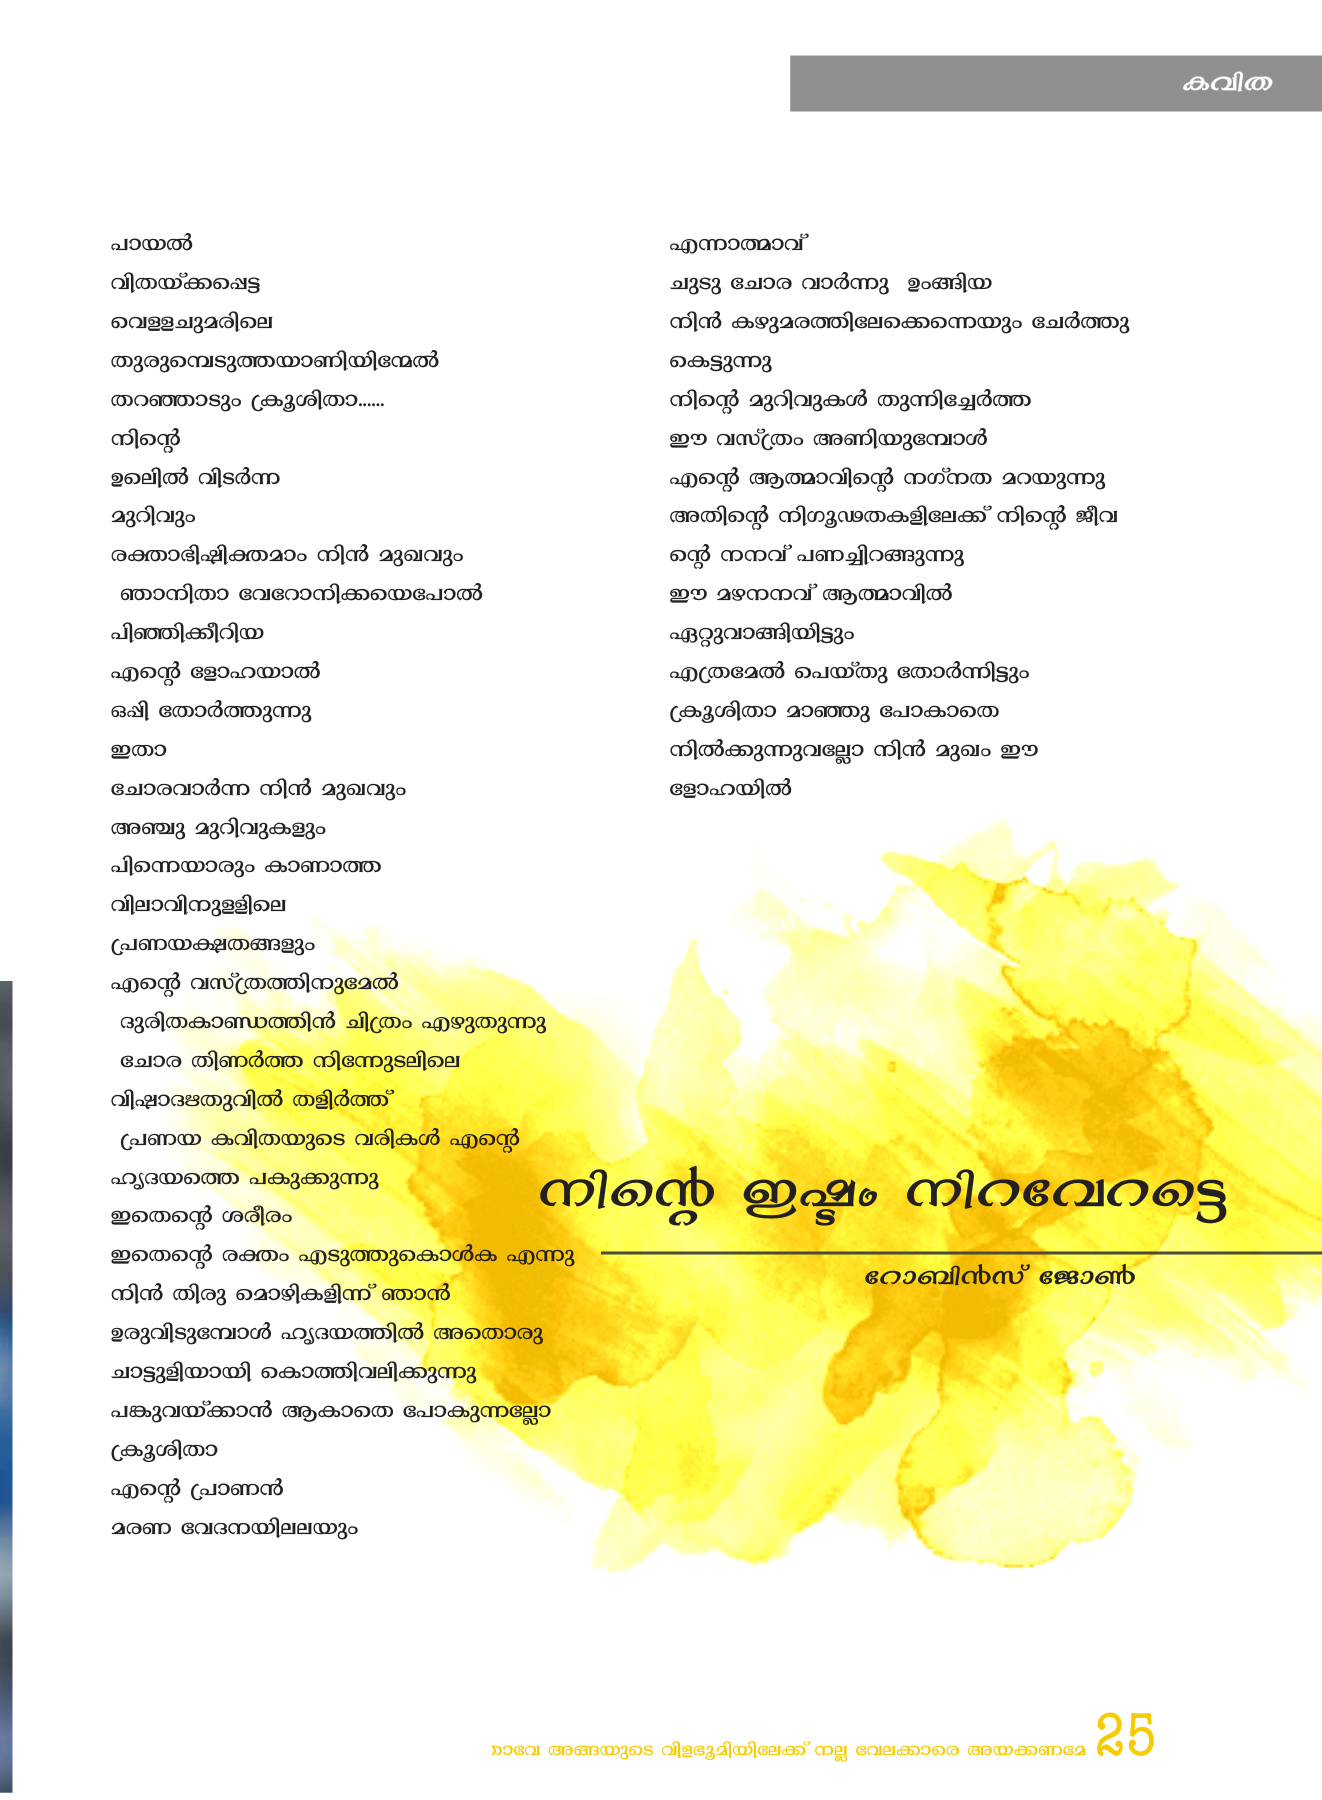 കവിത
പായൽ
വിതയ്ക്കപ്പെട്ട
വെള്ളചുമരിലെ
തുരുമ്പെടുത്തയാണിയിന്മേൽ
തറഞ്ഞാടും ക്രൂശിതാ......
നിന്റെ
ഉലെിൽ വിടർന്ന
മുറിവും
രക്താഭിഷിക്തമാം നിൻ മുഖവും
ഞാനിതാ വേറോനിക്കയെപോൽ
പിഞ്ഞിക്കീറിയ
എന്റെ ളോഹയാൽ
ഒപ്പി തോർത്തുന്നു
ഇതാ
ചോരവാർന്ന നിൻ മുഖവും
അഞ്ചു മുറിവുകളും
പിന്നെയാരും കാണാത്ത
വിലാവിനുള്ളിലെ
പ്രണയക്ഷതങ്ങളും
എന്റെ വസ്ത്രത്തിനുമേൽ
ദുരിതകാണ്ഡത്തിൻ ചിത്രം എഴുതുന്നു
ചോര തിണർത്ത നിന്നേുടലിലെ
വിഷാദഋതുവിൽ തളിർത്ത്
പ്രണയ കവിതയുടെ വരികൾ എന്റെ
ഹൃദയത്തെ പകുക്കുന്നു
ഇതെന്റെ ശരീരം
ഇതെന്റെ രക്തം എടുത്തുകൊൾക എന്നു
നിൻ തിരു മൊഴികളിന്ന് ഞാൻ
ഉരുവിടുമ്പോൾ ഹൃദയത്തിൽ അതൊരു
ചാട്ടുളിയായി കൊത്തിവലിക്കുന്നു
പങ്കുവയ്ക്കാൻ ആകാതെ പോകുന്നല്ലോ
ക്രൂശിതാ
എന്റെ പ്രാണൻ
മരണ വേദനയിലലയും
എന്നാത്മാവ്
ചുടു ചോര വാർന്നു ഉംങ്ങിയ
നിൻ കഴുമരത്തിലേക്കെന്നെയും ചേർത്തു
കെട്ടുന്നു
നിന്റെ മുറിവുകൾ തുന്നിച്ചേർത്ത
ഈ വസ്ത്രം അണിയുമ്പോൾ
എന്റെ ആത്മാവിന്റെ നഗ്നത മറയുന്നു
അതിന്റെ നിഗൂഢതകളിലേക്ക് നിന്റെ ജീവ
ന്റെ നനവ് പണച്ചിറങ്ങുന്നു
ഈ മഴനനവ് ആത്മാവിൽ
ഏറ്റുവാങ്ങിയിട്ടും
എത്രമേൽ പെയ്തു തോർന്നിട്ടും
ക്രൂശിതാ മാഞ്ഞു പോകാതെ
നിൽക്കുന്നുവല്ലോ നിൻ മുഖം ഈ
ളോഹയിൽ
നിന്റെ ഇഷ്ടം നിറവേറട്ടെ
റോബിൻസ് ജോൺ
നാവേ അങ്ങയുടെ വിളഭൂമിയിലേക്ക് നല്ല വേലക്കാരെ അയക്കണമേ 25